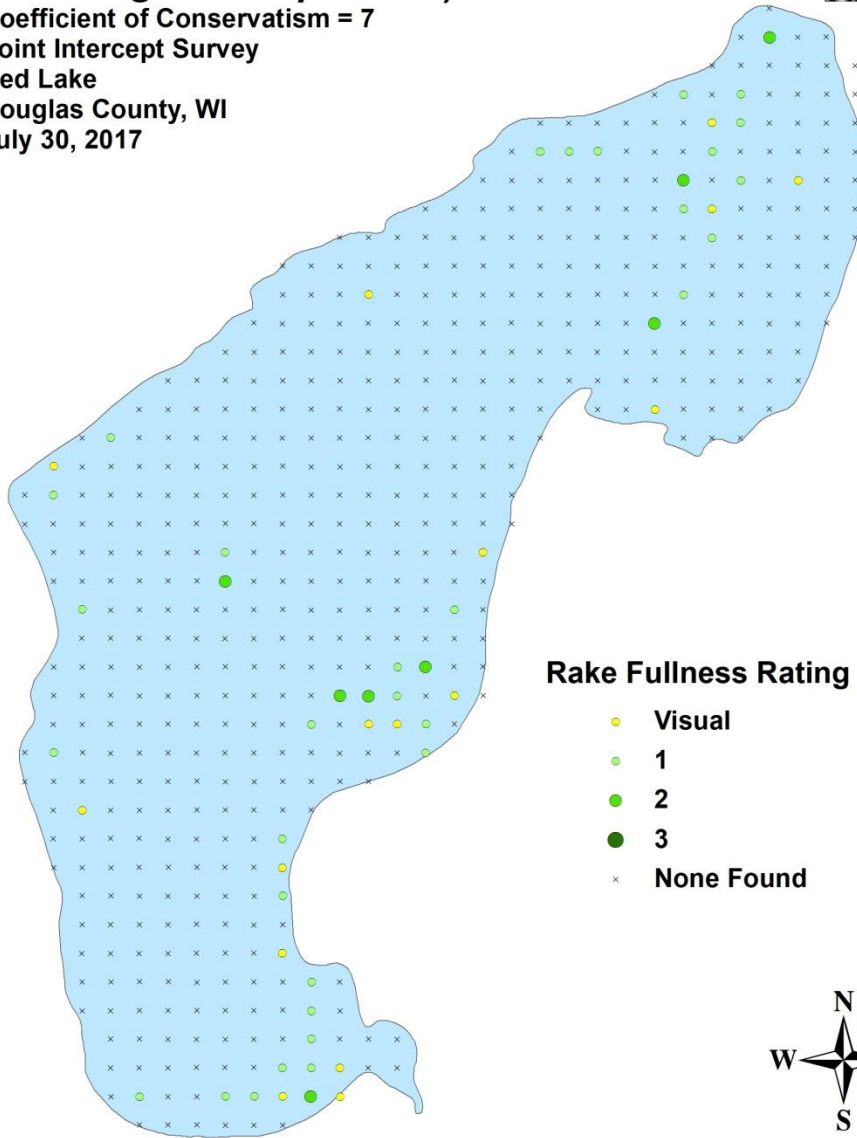 oefficient of Conservatism = 7
oint Intercept Survey
ed Lake
ouglas County, WI
uly 30, 2017
Rake Fullness Rating
Visual
1
2
3
None Found
N
W
S